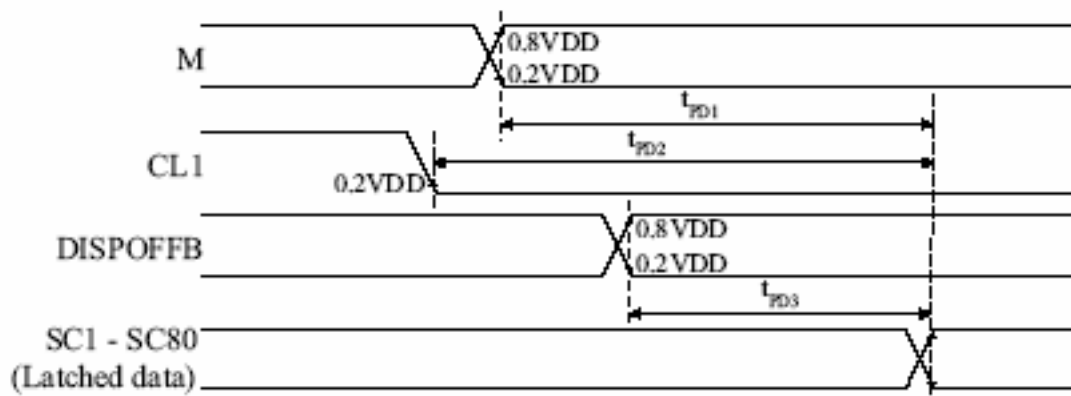 M
0.8VDD
0.2VDD
tPD1
tPD2
CL1
0.2VDD
DISPOFFB
0.8VDD
0.2VDD
tPD3
SC1 - SC80
(Latched data)